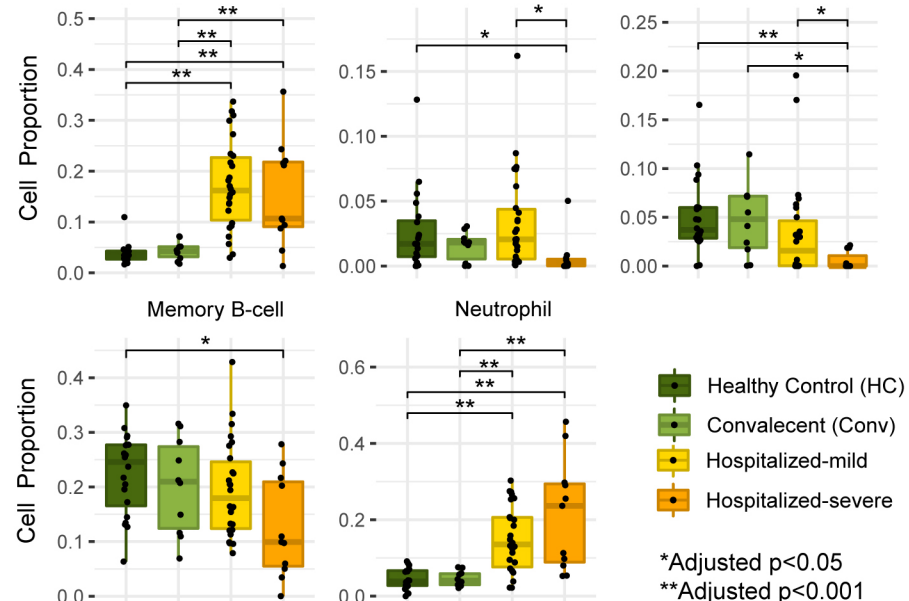 ** * *
0.5 0.25
** * **
0.4 0.15 0.20 *
**
** 0.15
0.3 0.10
0.2 0.10
0.05
0.1 0.05
0.0 0.00 0.00
Cell Proportion
Memory B-cell Neutrophil
* **
0.4 0.6 **
**
**
0.3 0.4
0.2
0.2
0.1
0.0 0.0
Cell Proportion
Healthy Control (HC)
Convalecent (Conv)
Hospitalized-mild
Hospitalized-severe
*Adjusted p<0.05
**Adjusted p<0.001